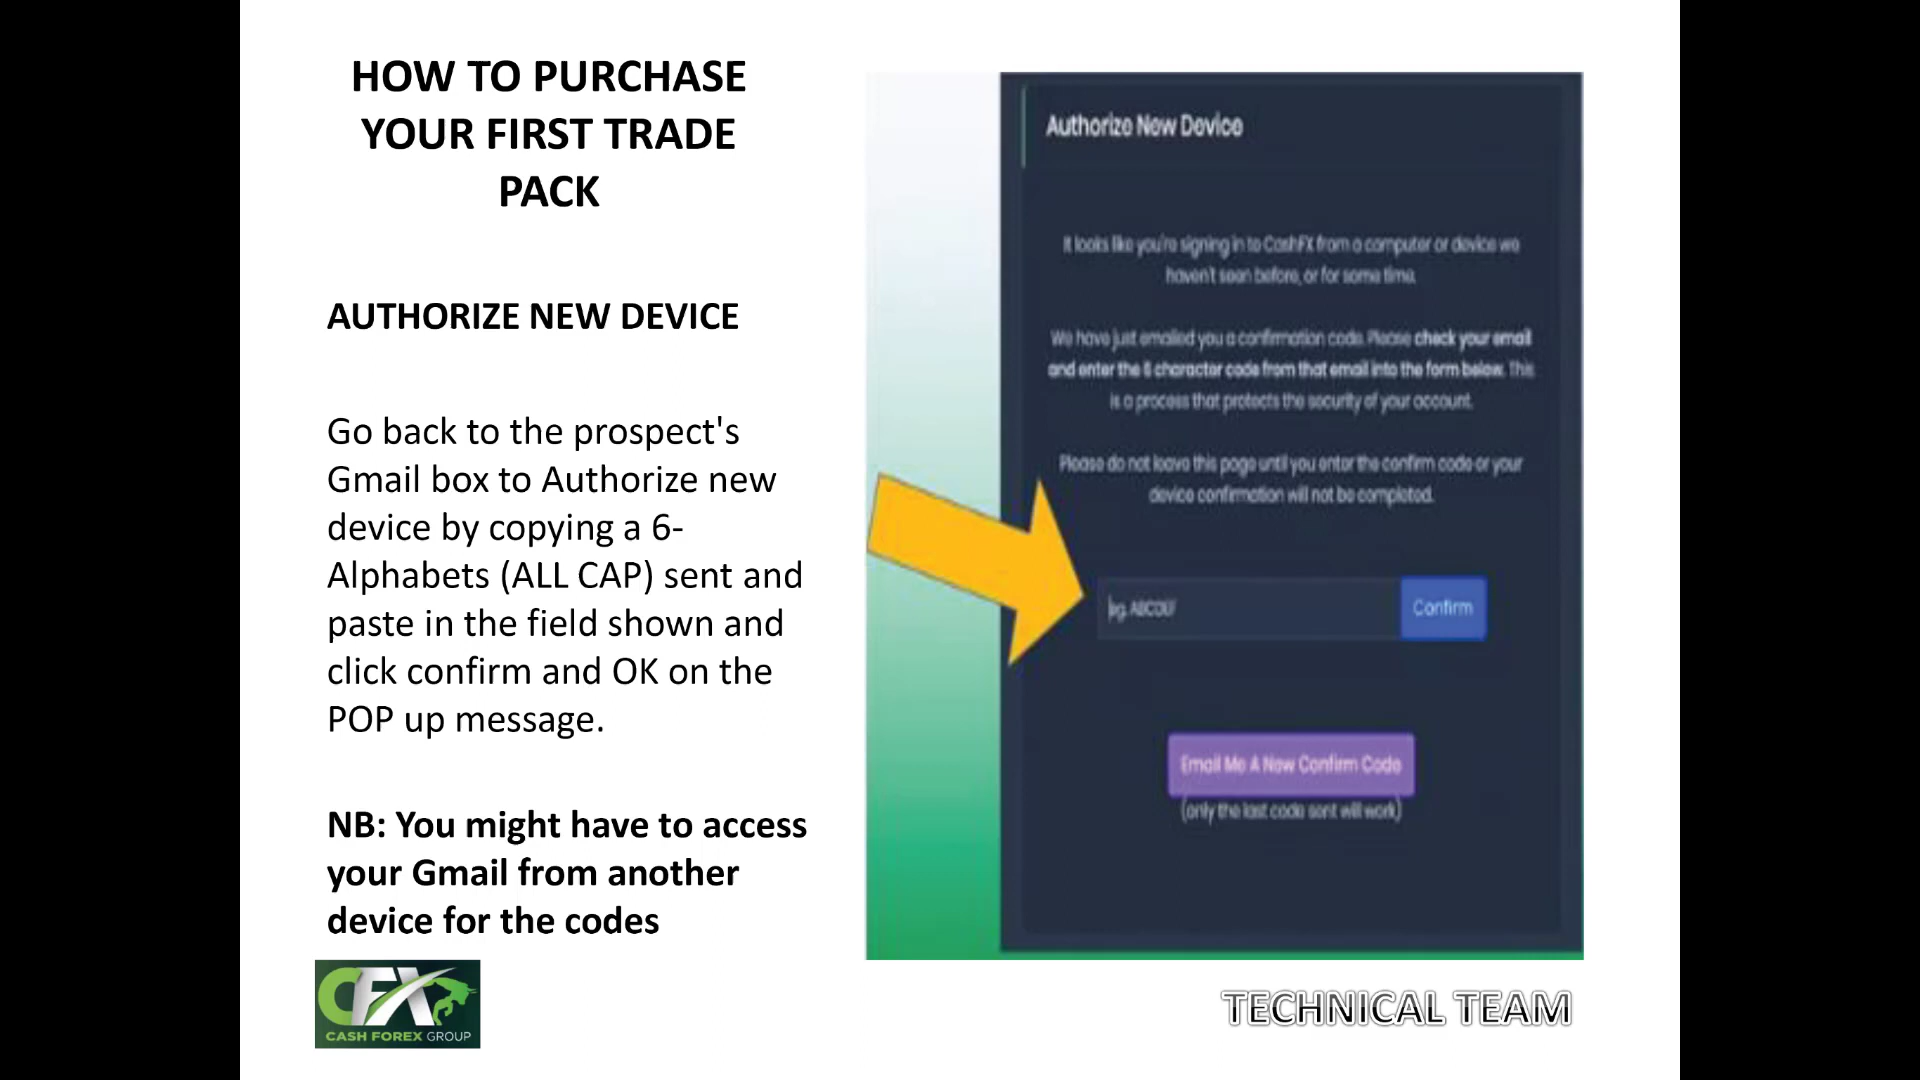 HOW TO PURCHASE
YOUR FIRST TRADE
PACK
AUTHORIZE NEW DEVICE
Go back to the prospect's
Gmail box to Authorize new
device by copying a 6-
Alphabets (ALL CAP) sent and
paste in the field shown and
click confirm and OK on the
POP up message.
NB: You might have to access
your Gmail from another
device for the codes
CFX
CASH FOREX GROUP
Authorize New Device
It looks like you're signing in to CashFX from a computer or device we
haven't seen before, or for some time.
We have just emailed you a confirmation code. Please check your email
and enter the 6 character code from that email into the form below. This
is a process that protects the security of your account.
Please do not leave this page until you enter the confirm code or your
device confirmation will not be completed.
eg. ABCDEF
Confirm
Email Me A New Confirm Code
(only the last code sent will work)
TECHNICAL TEAM